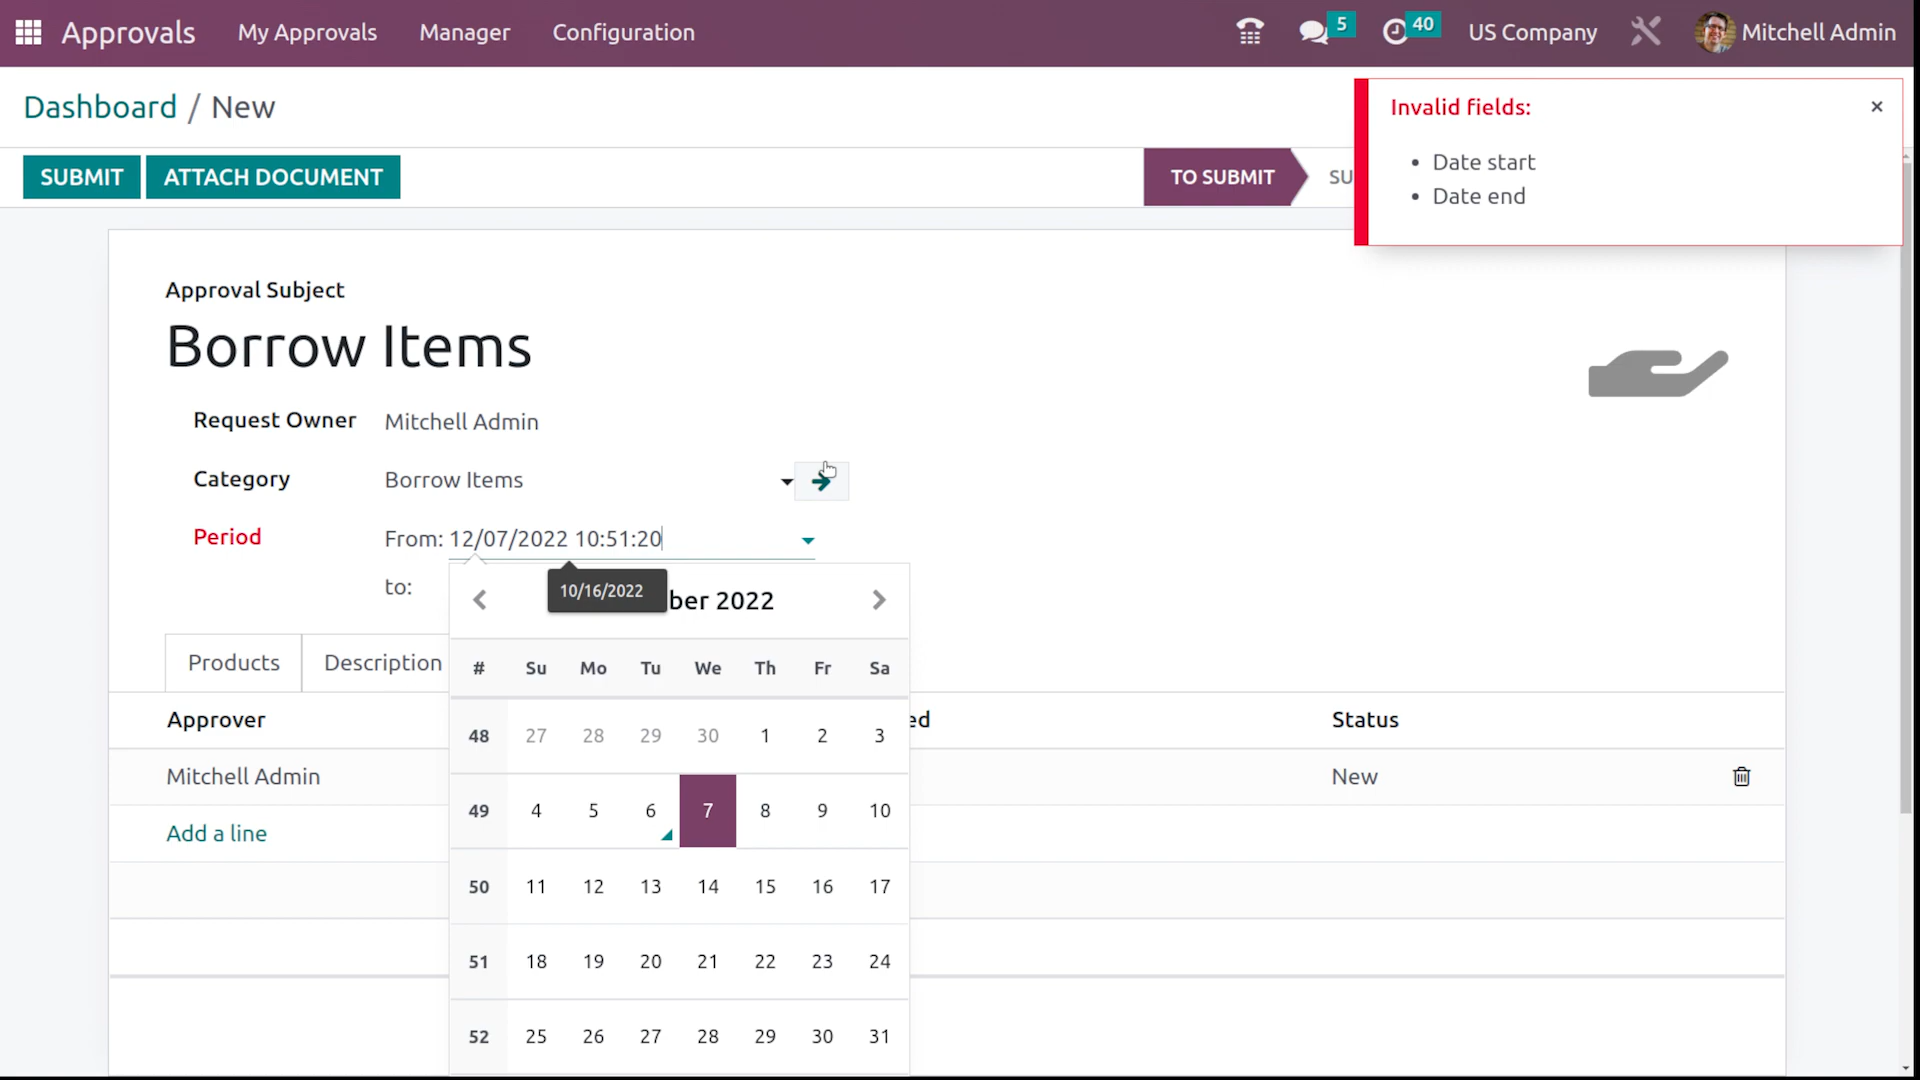 Approvals My Approvals Manager Configuration 5 40 US Company Mitchell Admin
Dashboard / New
SUBMIT ATTACH DOCUMENT TO SUBMIT SU
Invalid fields: ×
• Date start
• Date end
Approval Subject
Borrow Items
Request Owner Mitchell Admin
Category Borrow Items
Period From: 12/07/2022 10:51:20
to:
10/16/2022
ber 2022
Products Description
# Su Mo Tu We Th Fr Sa
Approver ed Status
48 27 28 29 30 1 2 3
Mitchell Admin New
49 4 5 6 7 8 9 10
Add a line
50 11 12 13 14 15 16 17
51 18 19 20 21 22 23 24
52 25 26 27 28 29 30 31